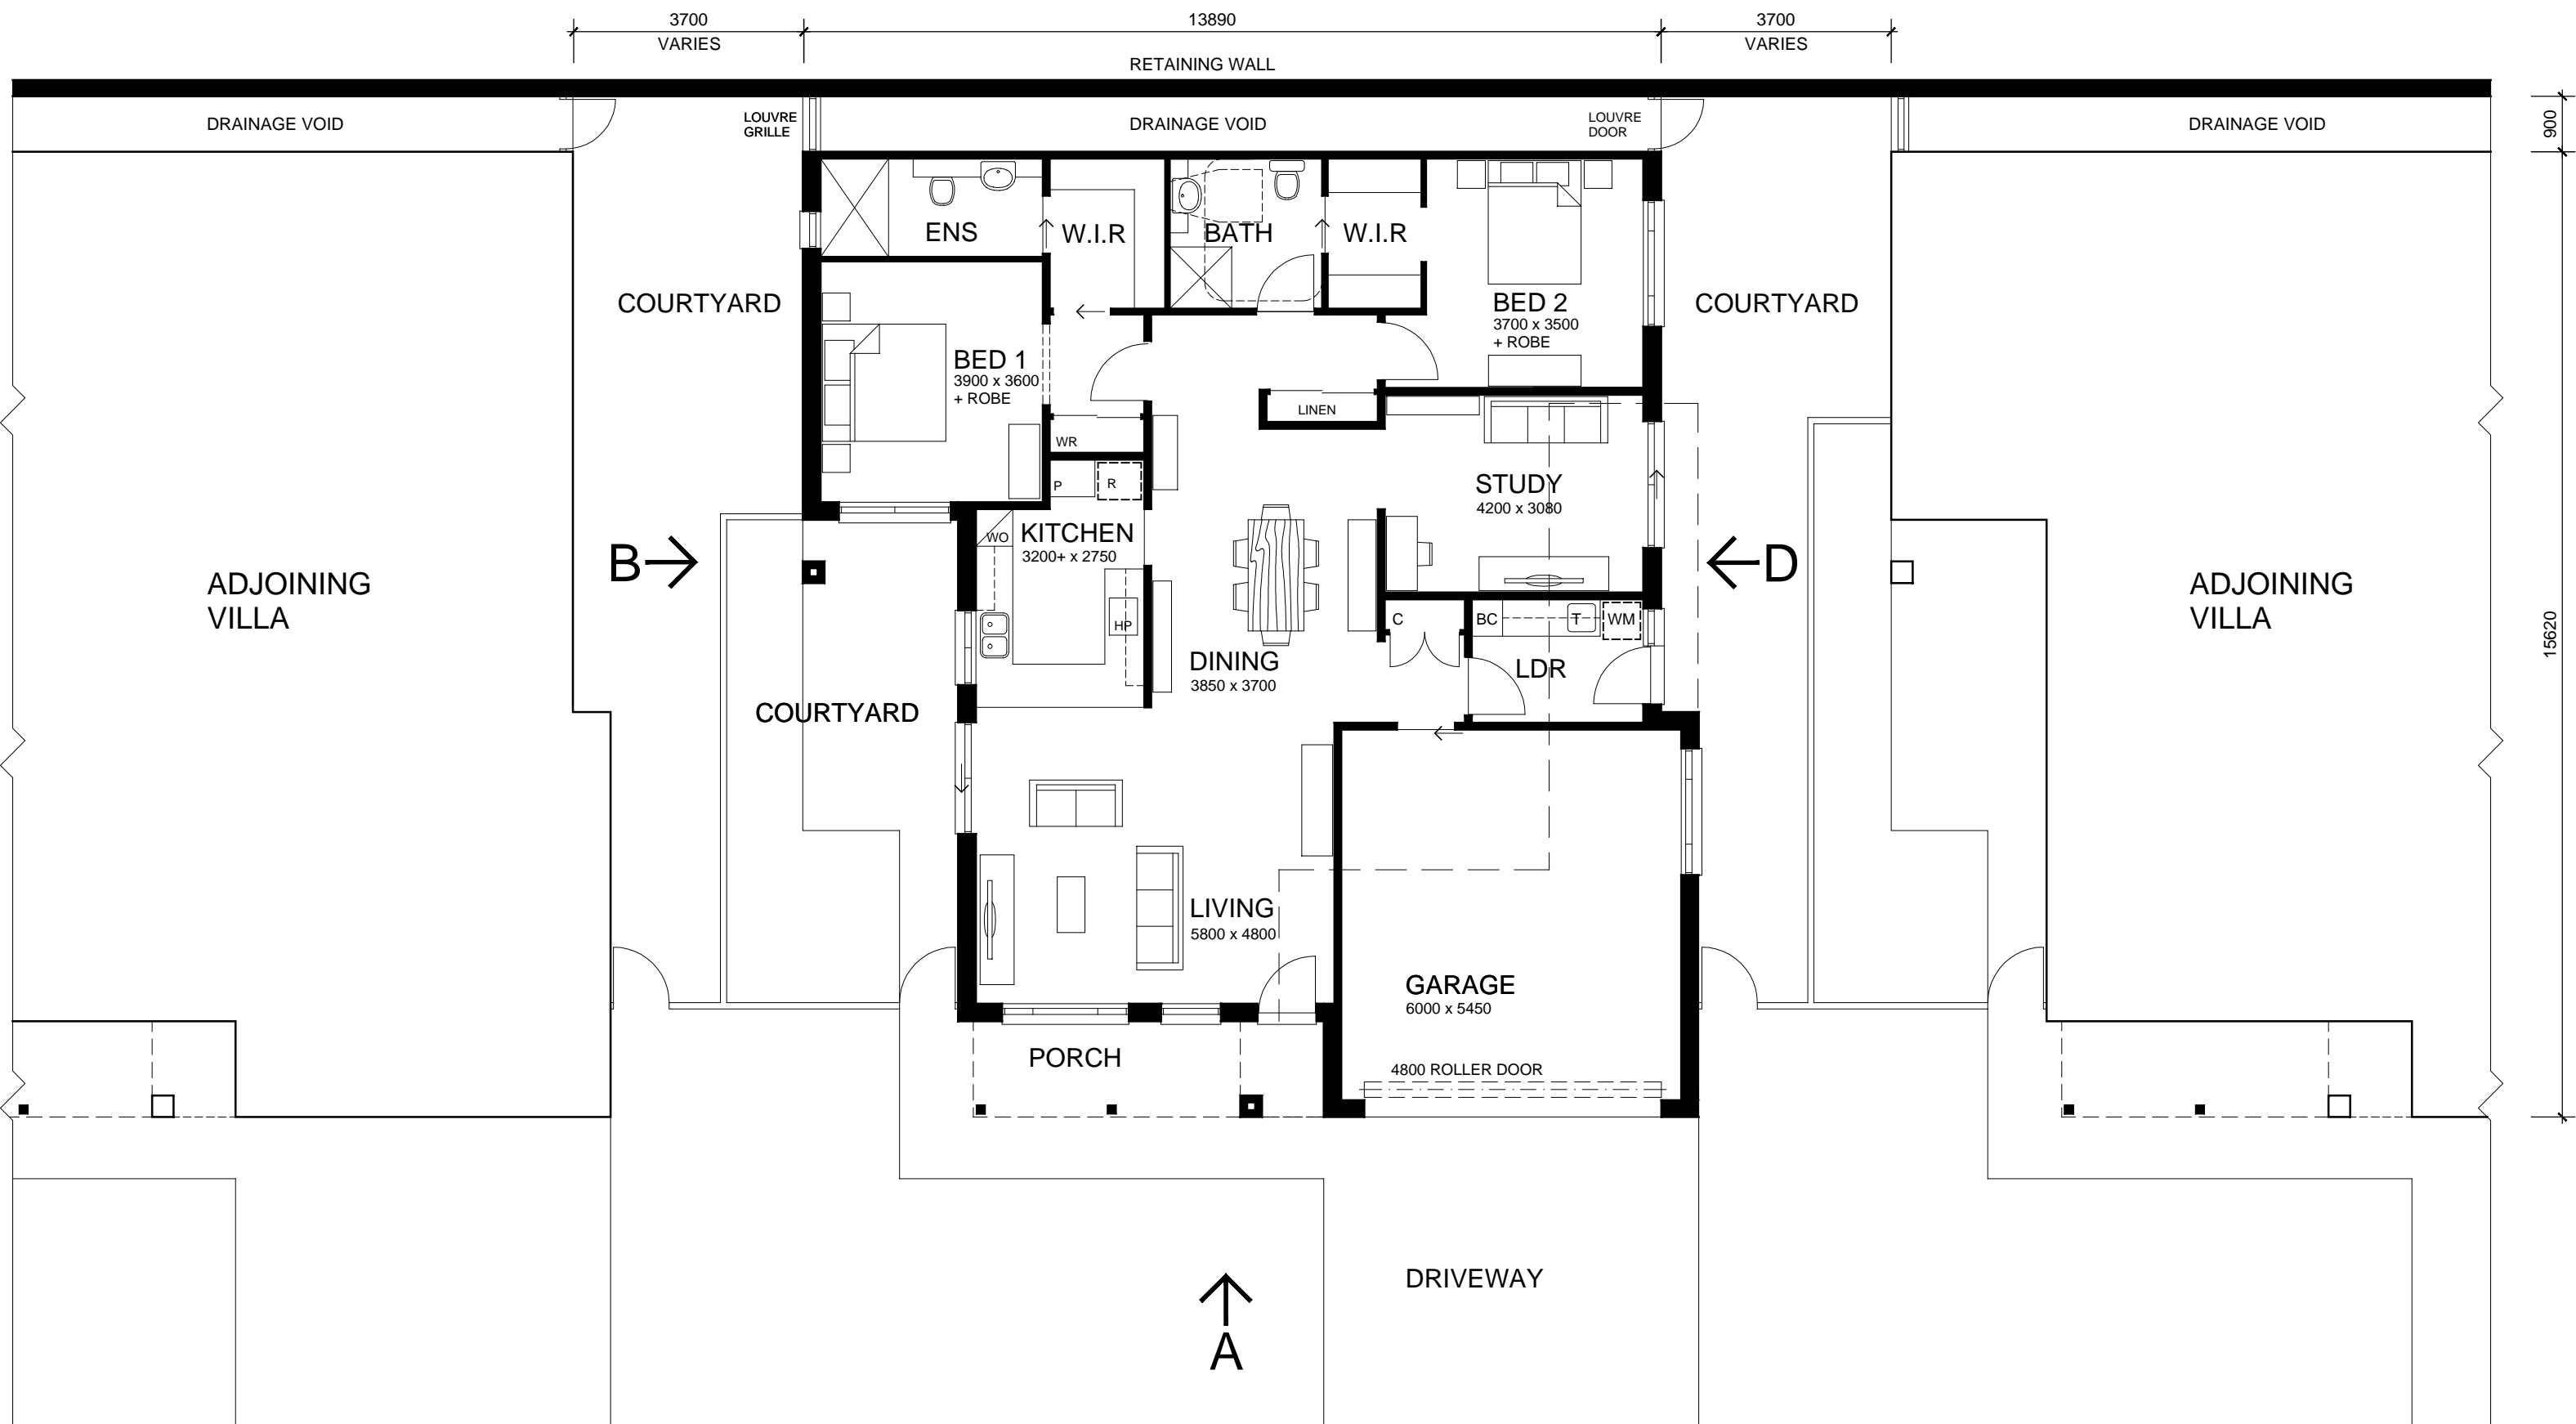 3700
VARIES
13890
3700
VARIES
RETAINING WALL
DRAINAGE VOID
LOUVRE
GRILLE
DRAINAGE VOID
LOUVRE
DOOR
DRAINAGE VOID
900
ENS
W.I.R
BATH
W.I.R
COURTYARD
BED 2
3700 x 3500
+ ROBE
COURTYARD
BED 1
3900 x 3600
+ ROBE
LINEN
WR
P
R
STUDY
4200 x 3080
WO
KITCHEN
3200+ x 2750
B
D
ADJOINING
VILLA
ADJOINING
VILLA
HP
C
BC
T
WM
15620
DINING
3850 x 3700
LDR
COURTYARD
LIVING
5800 x 4800
GARAGE
6000 x 5450
PORCH
4800 ROLLER DOOR
DRIVEWAY
A